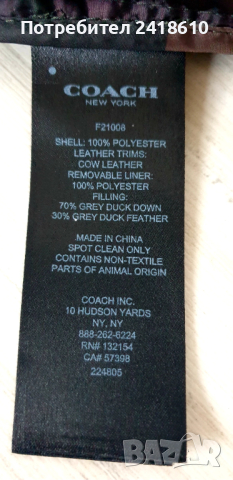 Потребител 2418610
COACH
NEW YORK
F21008
SHELL: 100% POLYESTER
LEATHER TRIMS:
COW LEATHER
REMOVABLE LINER:
100% POLYESTER
FILLING:
70% GREY DUCK DOWN
30% GREY DUCK FEATHER
MADE IN CHINA
SPOT CLEAN ONLY
CONTAINS NON-TEXTILE
PARTS OF ANIMAL ORIGIN
COACH INC.
10 HUDSON YARDS
NY, NY
888-262-6224
RN# 132154
CA# 57398
224805
BAZAR